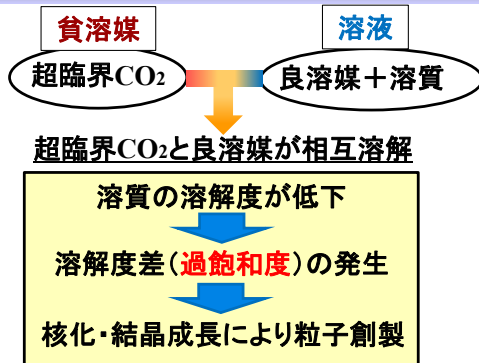 貧溶媒
溶液
超臨界CO2
良溶媒＋溶質
超臨界CO2と良溶媒が相互溶解
溶質の溶解度が低下
溶解度差（過飽和度）の発生
核化・結晶成長により粒子創製